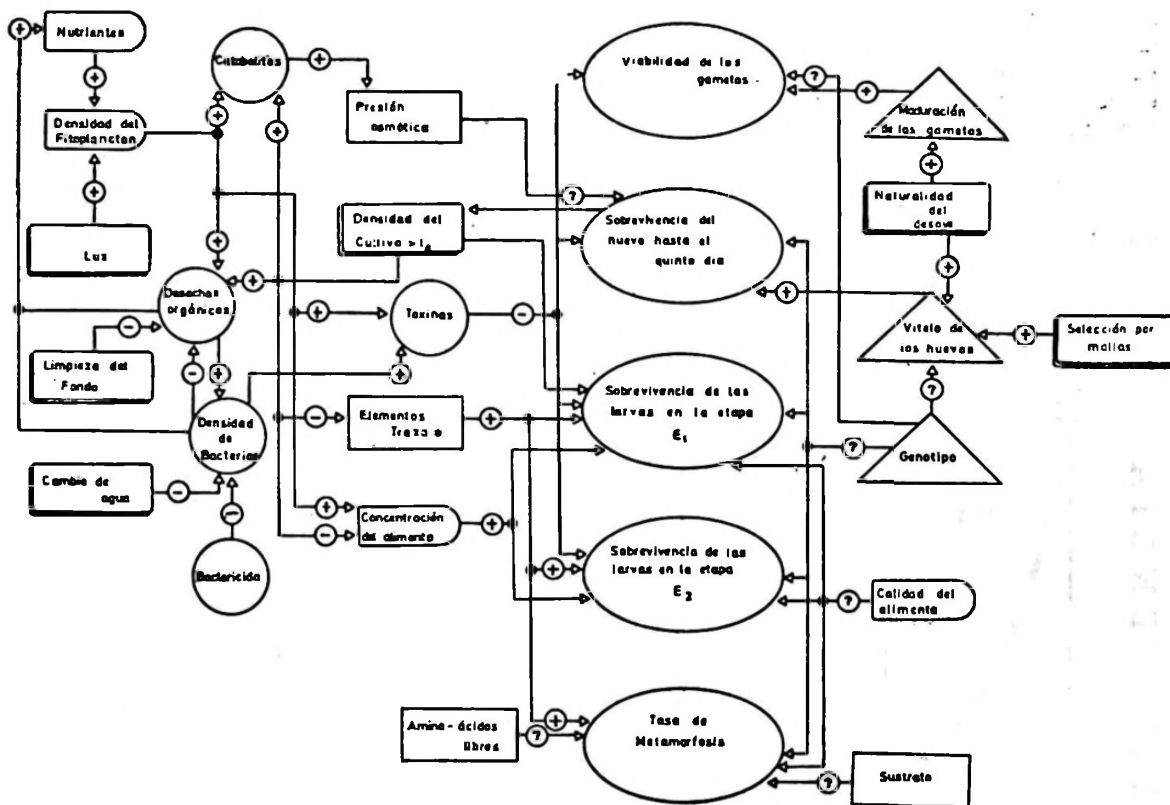 Nutrientes
+
+
Densidad del
Fitoplancton
+
Luz
Catabolitos
+
+
+
Presión
osmótica
?
+
Densidad del
Cultivo >
+
Desechos
orgánicos
-
Limpieza del
Fondo
-
+
Toxinas
+
-
+
Densidad
de
Bacterias
Cambio de
agua
-
-
Bactericida
-
Elementos
Traza
+
+
-
Concentración
del alimento
+
Viabilidad de los
gametos
?
+
Maduración
de los gametos
+
Naturalidad
del
desove
+
Sobrevivencia del
huevo hasta el
quinto día
+
Vitelo de
los huevos
+
Selección por
mallas
?
Genotipo
?
Sobrevivencia de las
larvas en la etapa
E1
Sobrevivencia de las
larvas en la etapa
E2
+
?
Calidad del
alimento
Amino-ácidos
libres
+
?
Tasa de
Metamorfosis
?
Sustrato